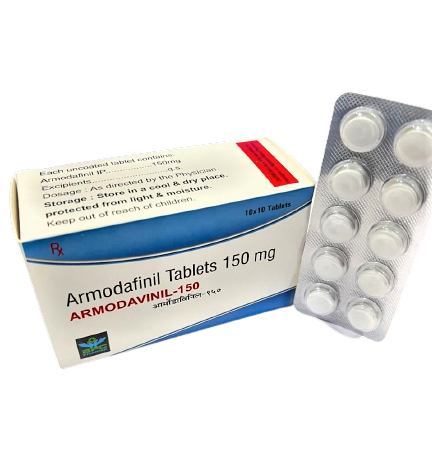 Each uncoated tablet contains:
Armodafinil IP....................150mg
Excipients..............................q.s
Dosage : As directed by the Physician
Storage : Store in a cool & dry place,
protected from light & moisture.
Keep out of reach of children.
10x10 Tablets
Rx
Armodafinil Tablets 150 mg
ARMODAVINIL-150
आर्मोडाविनिल-१५०